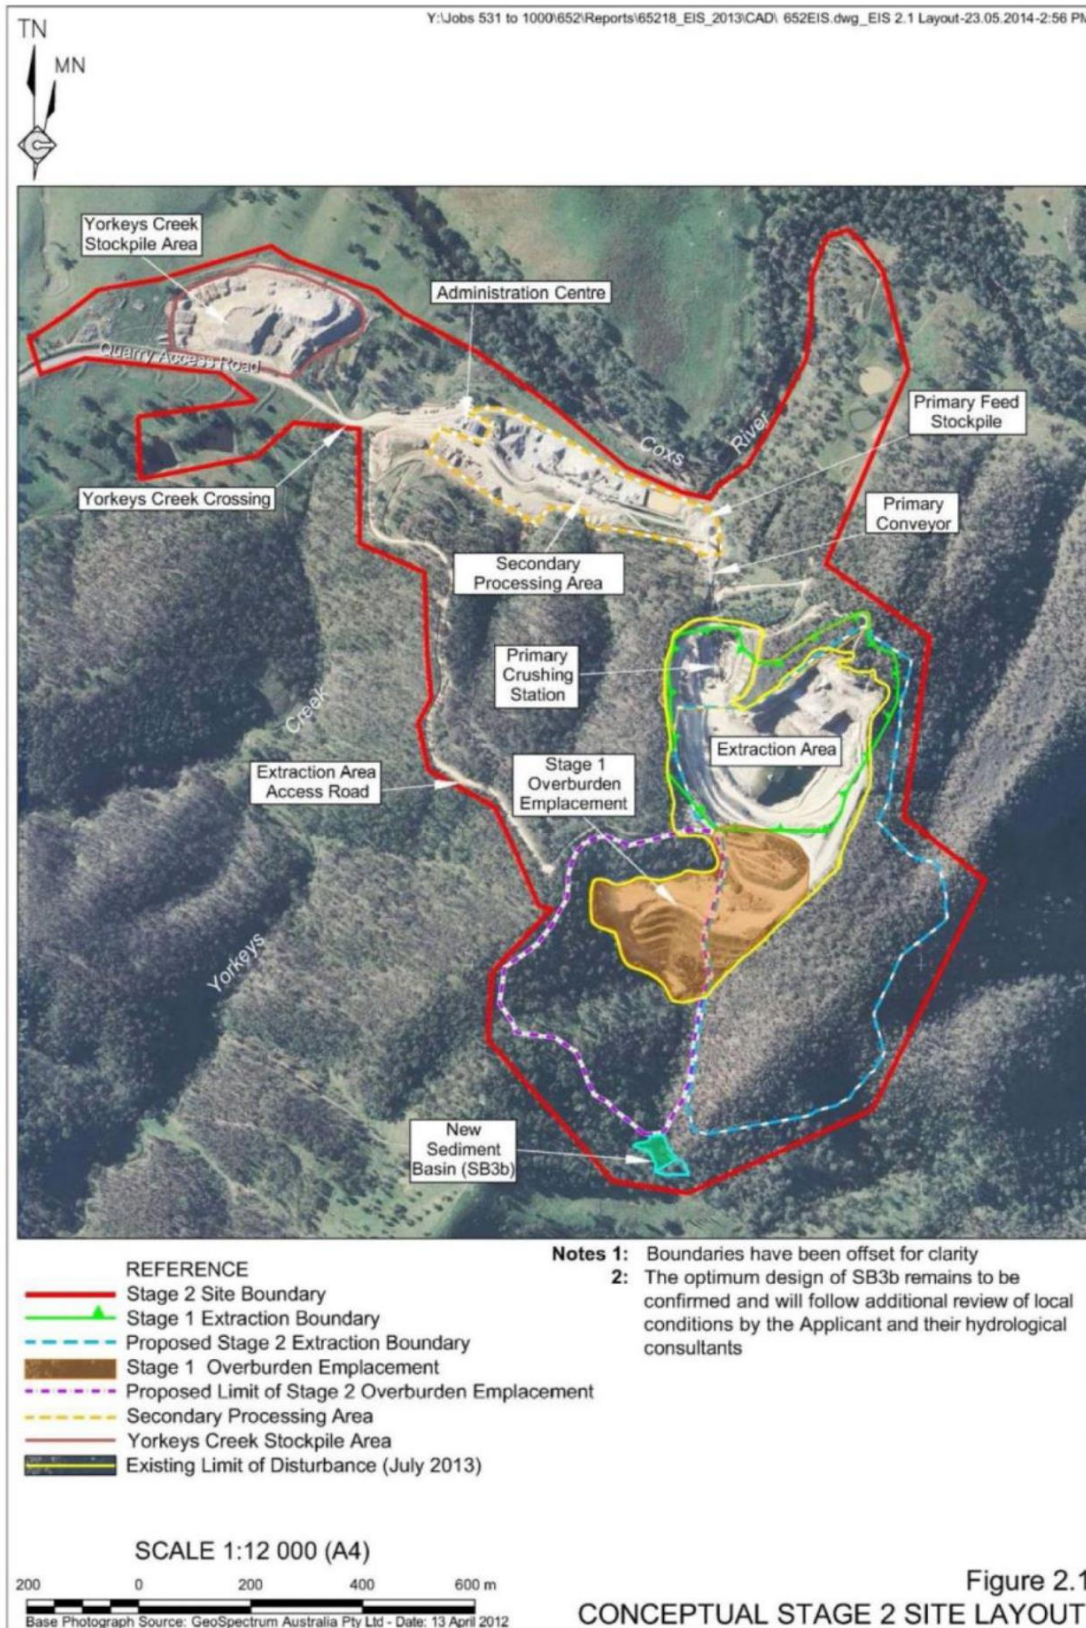 Y:\Jobs 531 to 1000\652\Reports\65218_EIS_2013\CAD\ 652EIS.dwg_EIS 2.1 Layout-23.05.2014-2:56 PM
TN
MN
Yorkeys Creek
Stockpile Area
Administration Centre
Quarry Access Road
Primary Feed
Stockpile
Coxs
River
Yorkeys Creek Crossing
Primary
Conveyor
Secondary
Processing Area
Primary
Crushing
Station
Creek
Extraction Area
Stage 1
Overburden
Emplacement
Extraction Area
Access Road
Yorkeys
New
Sediment
Basin (SB3b)
Notes 1: Boundaries have been offset for clarity
2: The optimum design of SB3b remains to be
confirmed and will follow additional review of local
conditions by the Applicant and their hydrological
consultants
REFERENCE
Stage 2 Site Boundary
Stage 1 Extraction Boundary
Proposed Stage 2 Extraction Boundary
Stage 1 Overburden Emplacement
Proposed Limit of Stage 2 Overburden Emplacement
Secondary Processing Area
Yorkeys Creek Stockpile Area
Existing Limit of Disturbance (July 2013)
SCALE 1:12 000 (A4)
200 0 200 400 600 m
Base Photograph Source: GeoSpectrum Australia Pty Ltd - Date: 13 April 2012
Figure 2.1
CONCEPTUAL STAGE 2 SITE LAYOUT